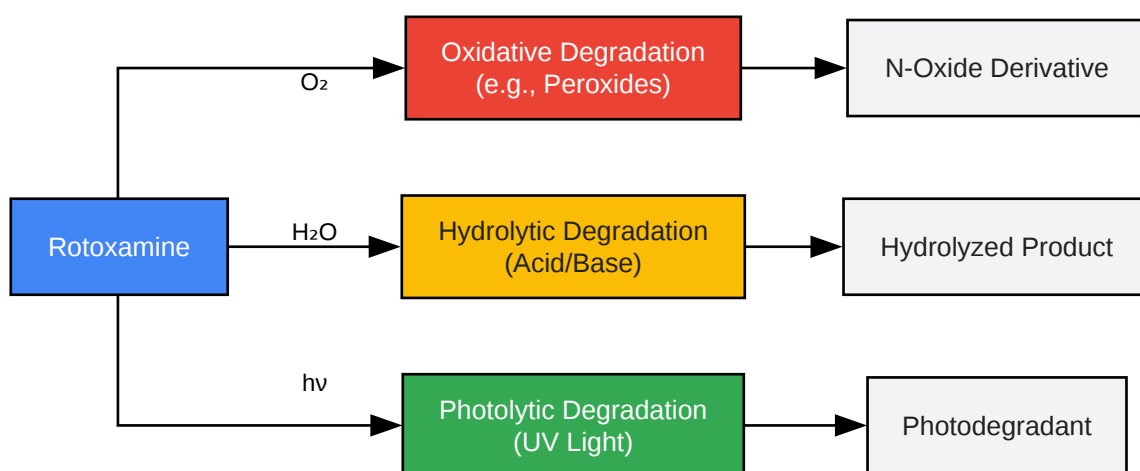 Oxidative Degradation
(e.g., Peroxides)
N-Oxide Derivative
O₂
Rotoxamine
H₂O
Hydrolytic Degradation
(Acid/Base)
Hydrolyzed Product
hν
Photolytic Degradation
(UV Light)
Photodegradant